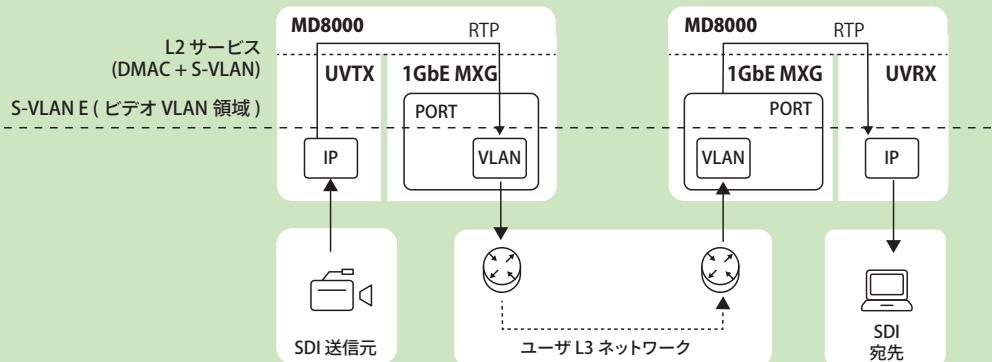 MD8000
RTP
MD8000
RTP
L2 サービス
(DMAC + S-VLAN)
UVTX
1GbE MXG
1GbE MXG
UVRX
S-VLAN E ( ビデオ VLAN 領域 )
PORT
PORT
IP
VLAN
VLAN
IP
SDI 送信元
ユーザ L3 ネットワーク
SDI
宛先